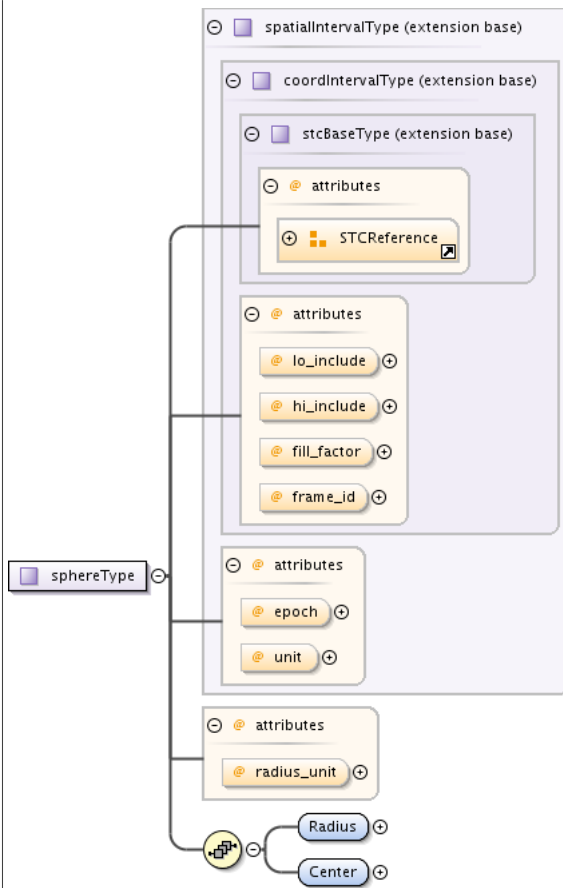 spatialIntervalType (extension base)
coordIntervalType (extension base)
stcBaseType (extension base)
@ attributes
STCReference
@ attributes
@ lo_include
@ hi_include
@ fill_factor
@ frame_id
sphereType
@ attributes
@ epoch
@ unit
@ attributes
@ radius_unit
Radius
Center